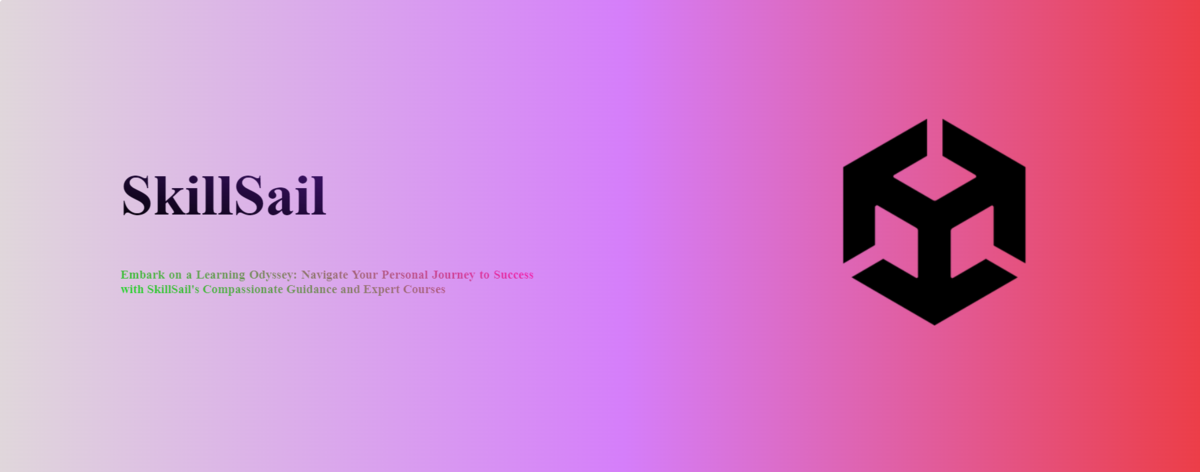 SkillSail
Embark on a Learning Odyssey: Navigate Your Personal Journey to Success
with SkillSail's Compassionate Guidance and Expert Courses